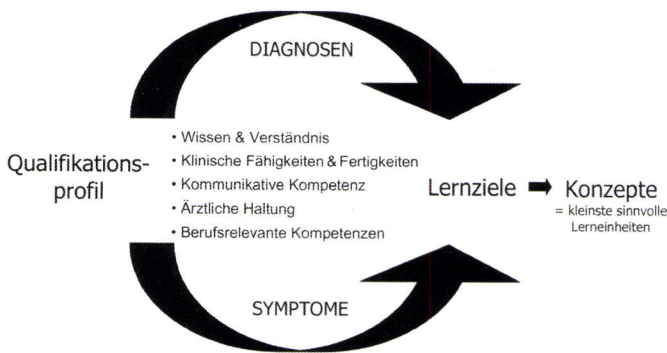 DIAGNOSEN
Qualifikations-
profil
• Wissen & Verständnis
• Klinische Fähigkeiten & Fertigkeiten
• Kommunikative Kompetenz
• Ärztliche Haltung
• Berufsrelevante Kompetenzen
Lernziele
Konzepte
= kleinste sinnvolle
Lerneinheiten
SYMPTOME